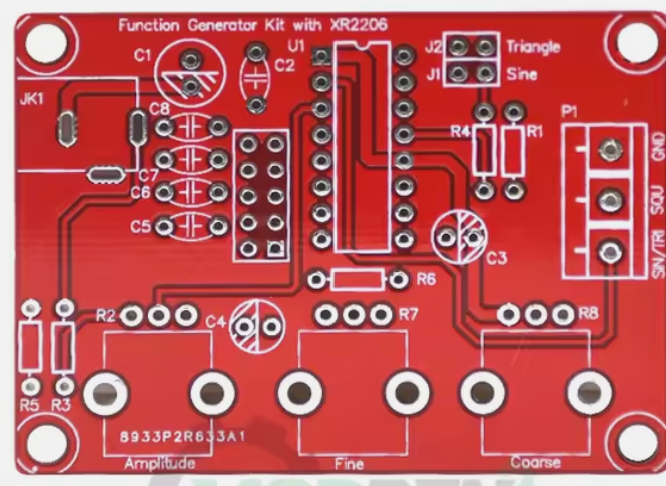 Function Generator Kit with XR2206
C1
C2
U1
J2 Triangle
J1 Sine
JK1
C8
C7
C6
C5
R4
R1
P1
GND
SQU
SIN/TRI
C3
R6
R2
C4
R7
R8
R5
R3
8933P2R633A1
Amplitude
Fine
Coarse